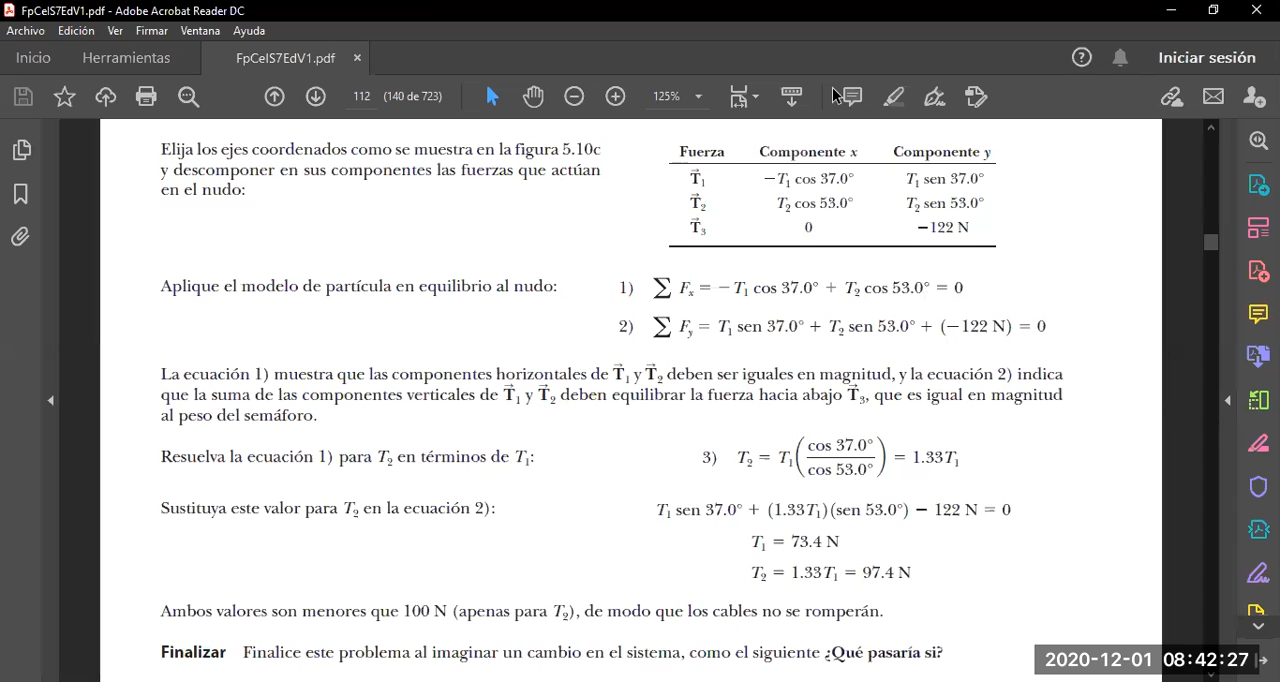 FpCeIS7EdV1.pdf - Adobe Acrobat Reader DC
Archivo Edición Ver Firmar Ventana Ayuda
Inicio Herramientas FpCeIS7EdV1.pdf × Iniciar sesión
112 (140 de 723) 125%
Elija los ejes coordenados como se muestra en la figura 5.10c
y descomponer en sus componentes las fuerzas que actúan
en el nudo:
Fuerza Componente x Componente y
T⃗₁ −T₁ cos 37.0° T₁ sen 37.0°
T⃗₂ T₂ cos 53.0° T₂ sen 53.0°
T⃗₃ 0 −122 N
Aplique el modelo de partícula en equilibrio al nudo: 1) ∑ Fₓ = −T₁ cos 37.0° + T₂ cos 53.0° = 0
2) ∑ F_y = T₁ sen 37.0° + T₂ sen 53.0° + (−122 N) = 0
La ecuación 1) muestra que las componentes horizontales de T⃗₁ y T⃗₂ deben ser iguales en magnitud, y la ecuación 2) indica
que la suma de las componentes verticales de T⃗₁ y T⃗₂ deben equilibrar la fuerza hacia abajo T⃗₃, que es igual en magnitud
al peso del semáforo.
Resuelva la ecuación 1) para T₂ en términos de T₁: 3) T₂ = T₁(cos 37.0° / cos 53.0°) = 1.33T₁
Sustituya este valor para T₂ en la ecuación 2): T₁ sen 37.0° + (1.33T₁)(sen 53.0°) − 122 N = 0
T₁ = 73.4 N
T₂ = 1.33T₁ = 97.4 N
Ambos valores son menores que 100 N (apenas para T₂), de modo que los cables no se romperán.
Finalizar Finalice este problema al imaginar un cambio en el sistema, como el siguiente ¿Qué pasaría si?
2020-12-01 08:42:27